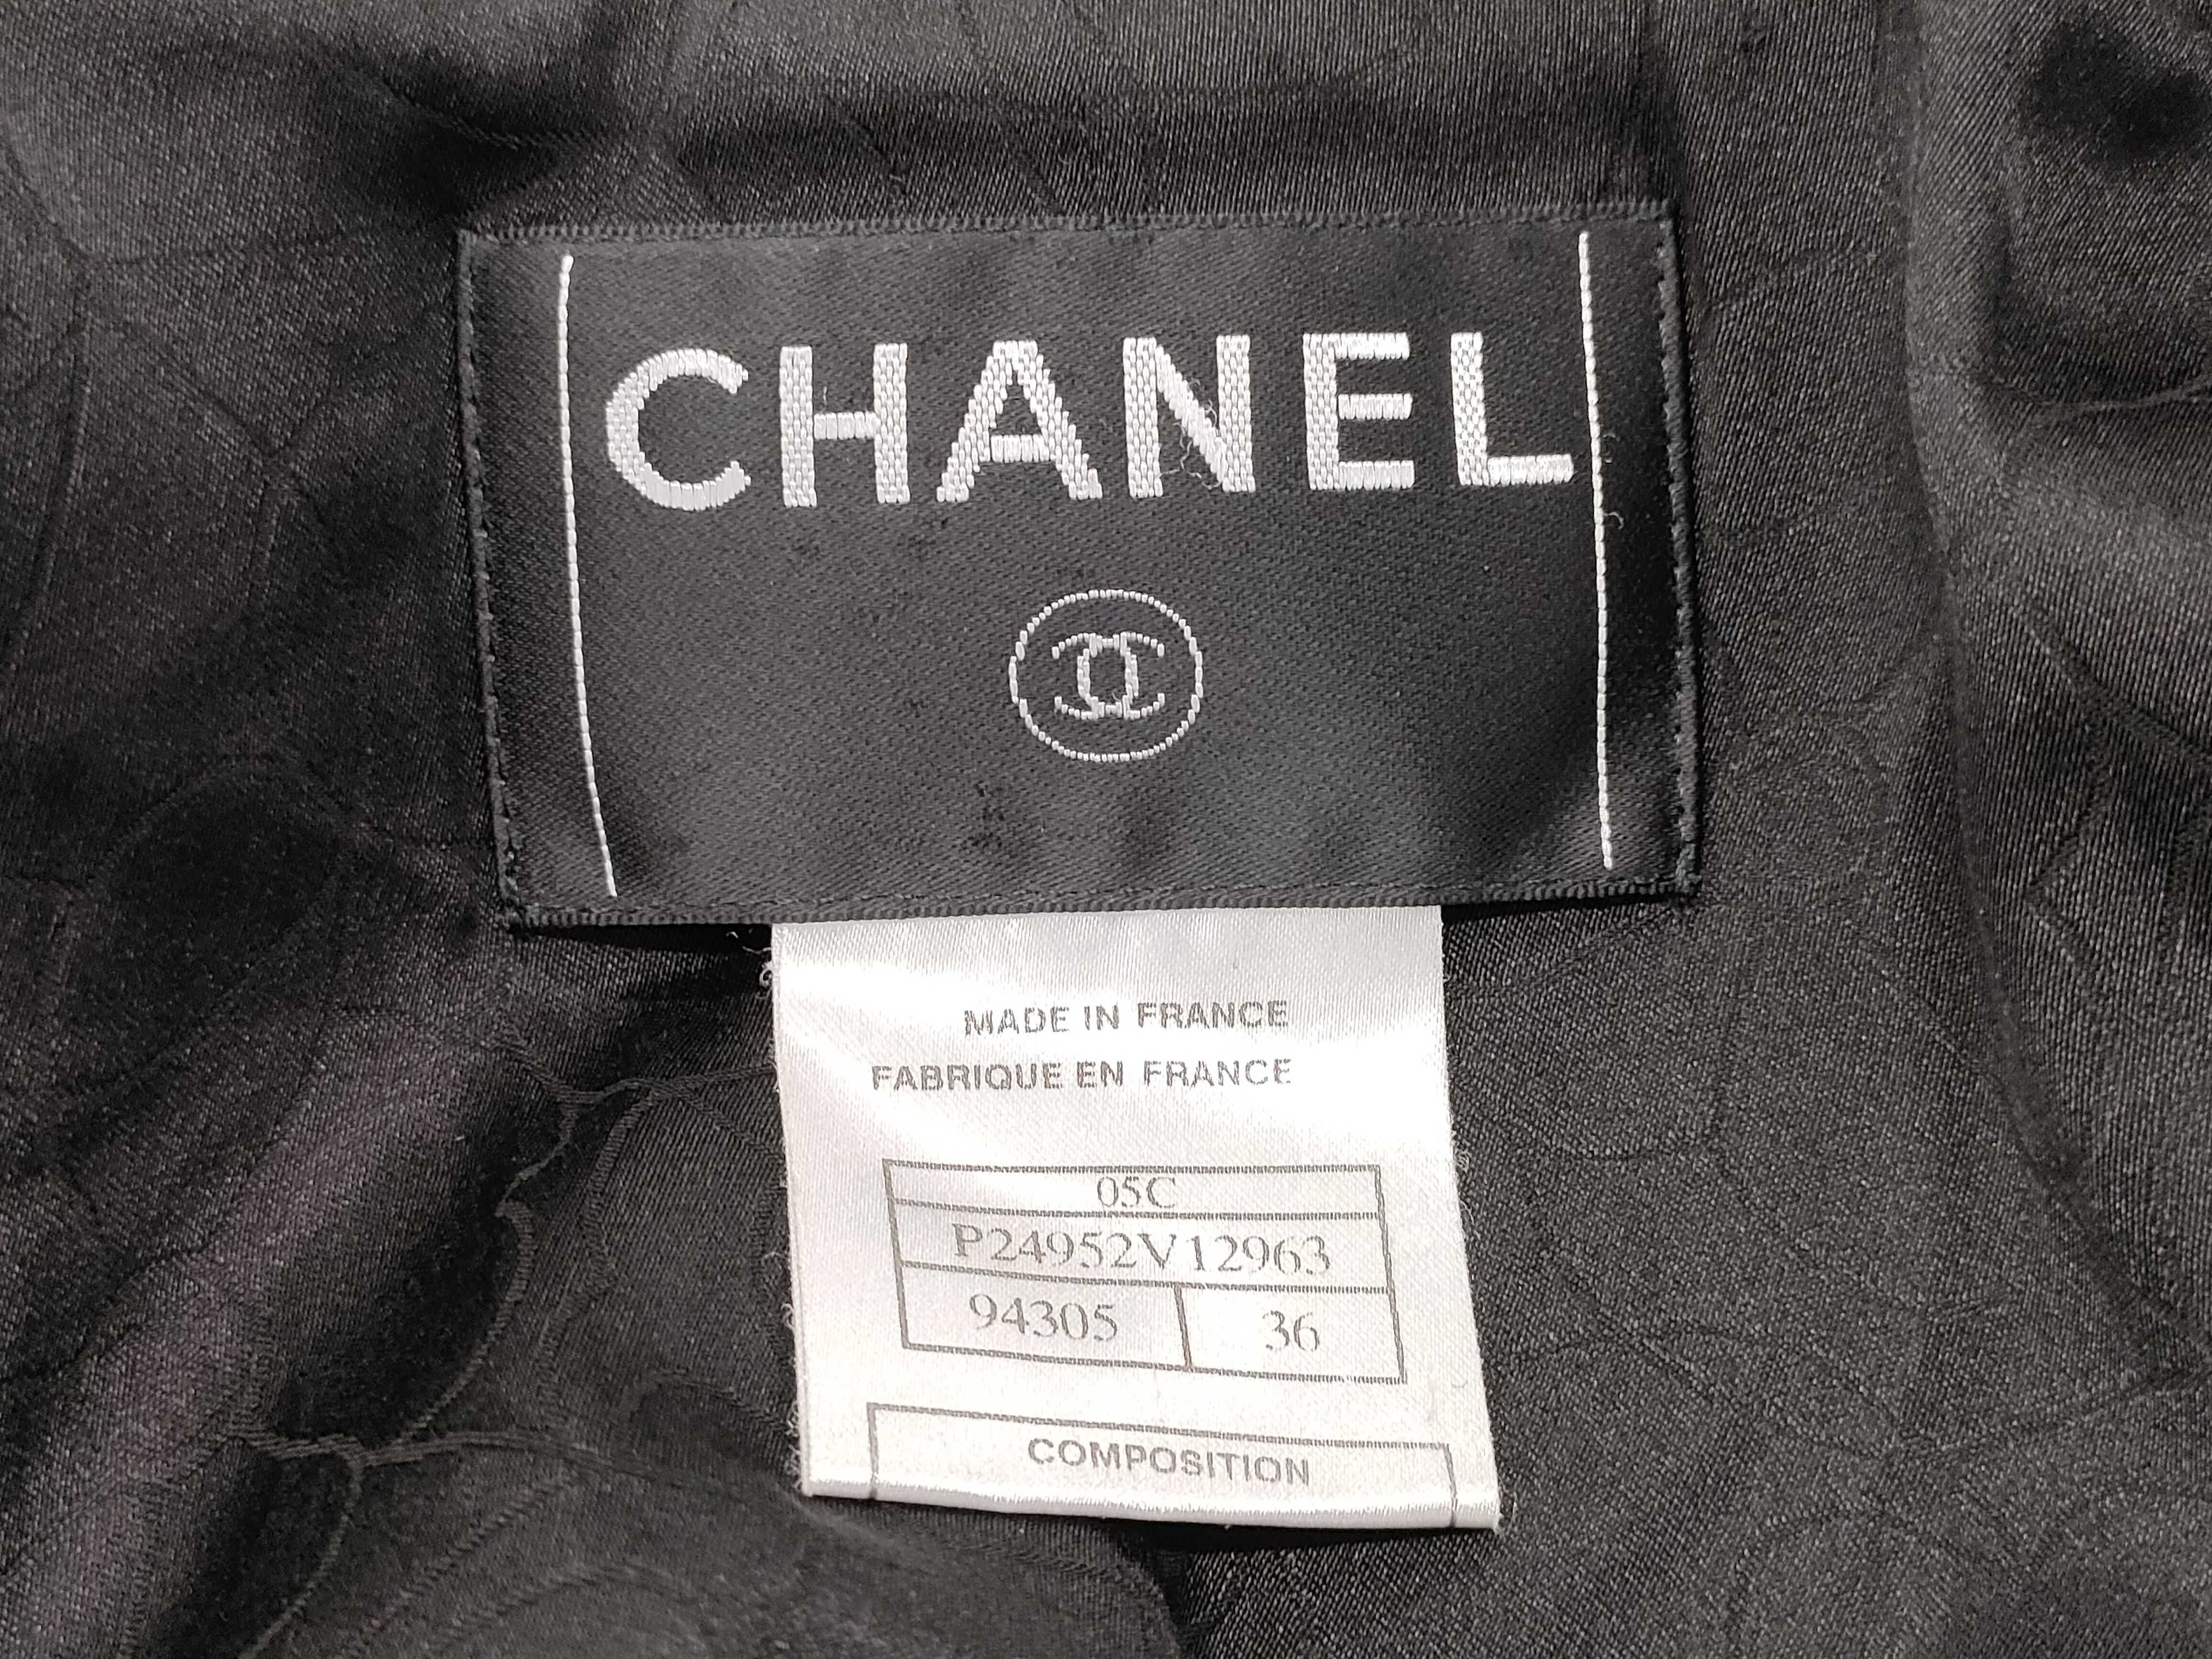 CHANEL
MADE IN FRANCE
FABRIQUE EN FRANCE
05C
P24952V12963
94305 36
COMPOSITION